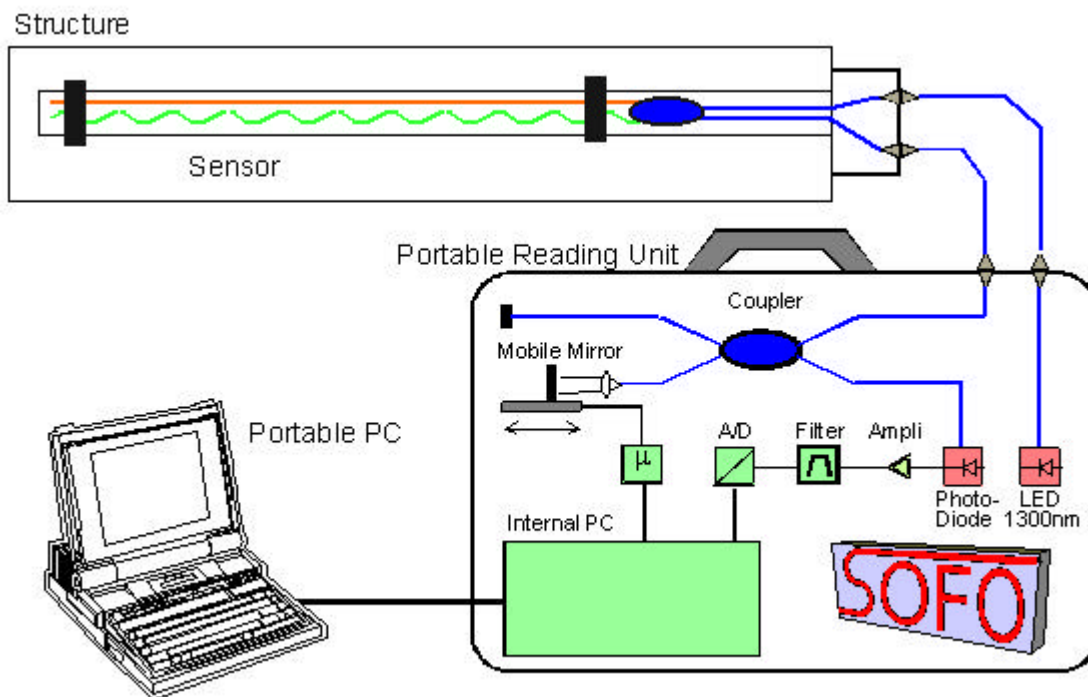 Structure
Sensor
Portable Reading Unit
Coupler
Mobile Mirror
Portable PC
μ
A/D
Filter
Ampli
Photo-
Diode
LED
1300nm
Internal PC
SOFO